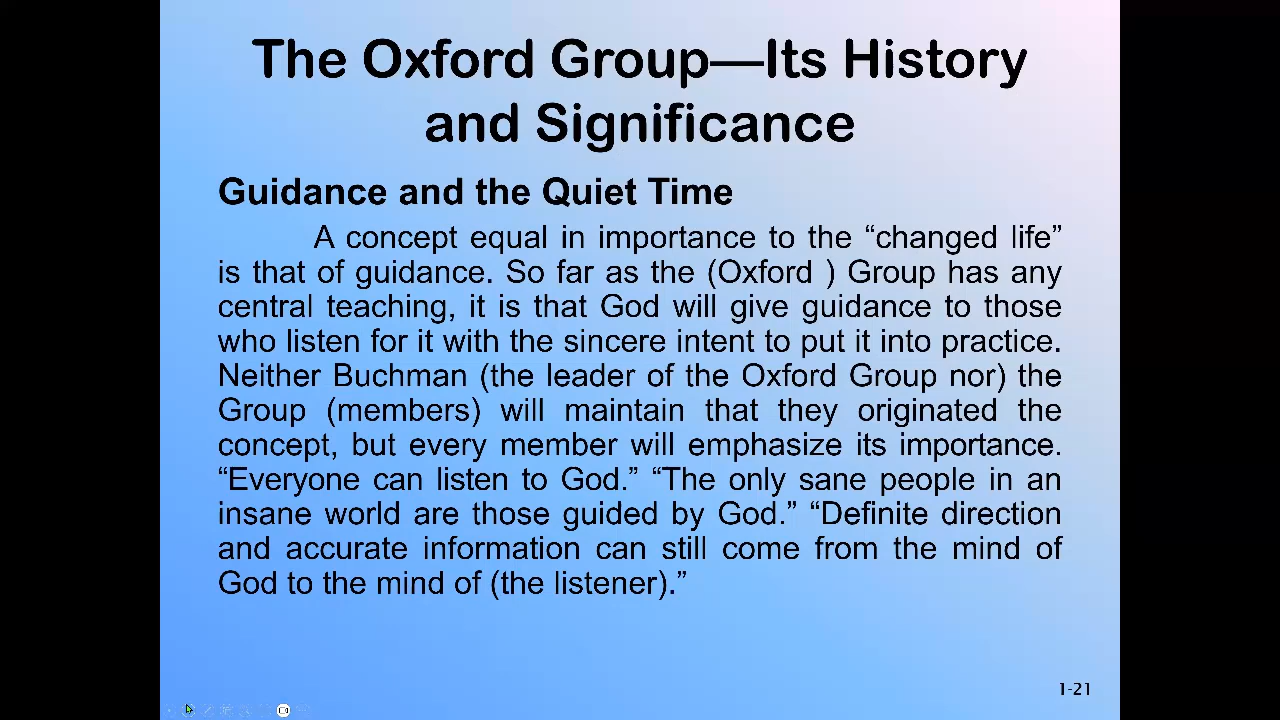 The Oxford Group—Its History
and Significance
Guidance and the Quiet Time
A concept equal in importance to the “changed life”
is that of guidance. So far as the (Oxford ) Group has any
central teaching, it is that God will give guidance to those
who listen for it with the sincere intent to put it into practice.
Neither Buchman (the leader of the Oxford Group nor) the
Group (members) will maintain that they originated the
concept, but every member will emphasize its importance.
“Everyone can listen to God.” “The only sane people in an
insane world are those guided by God.” “Definite direction
and accurate information can still come from the mind of
God to the mind of (the listener).”
1-21